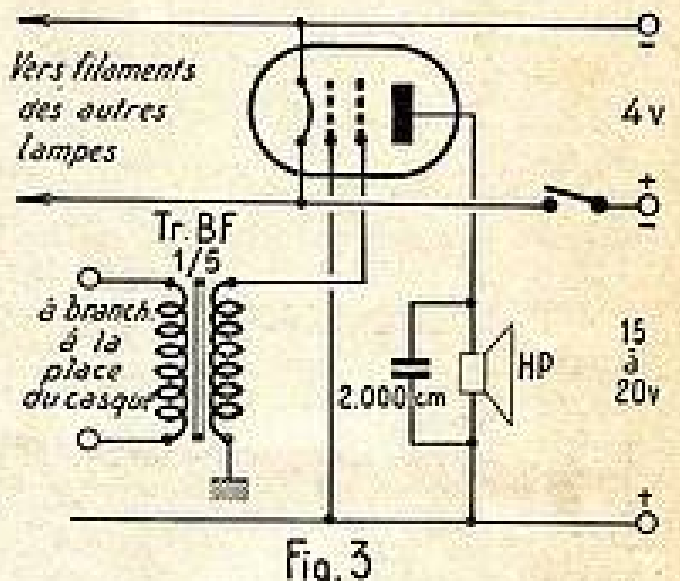 Vers filaments
des autres
lampes
-
4v
+
-
Tr. BF
1/5
à branch.
à la
place
du casque
2.000 cm
HP
15
à
20v
+
Fig. 3